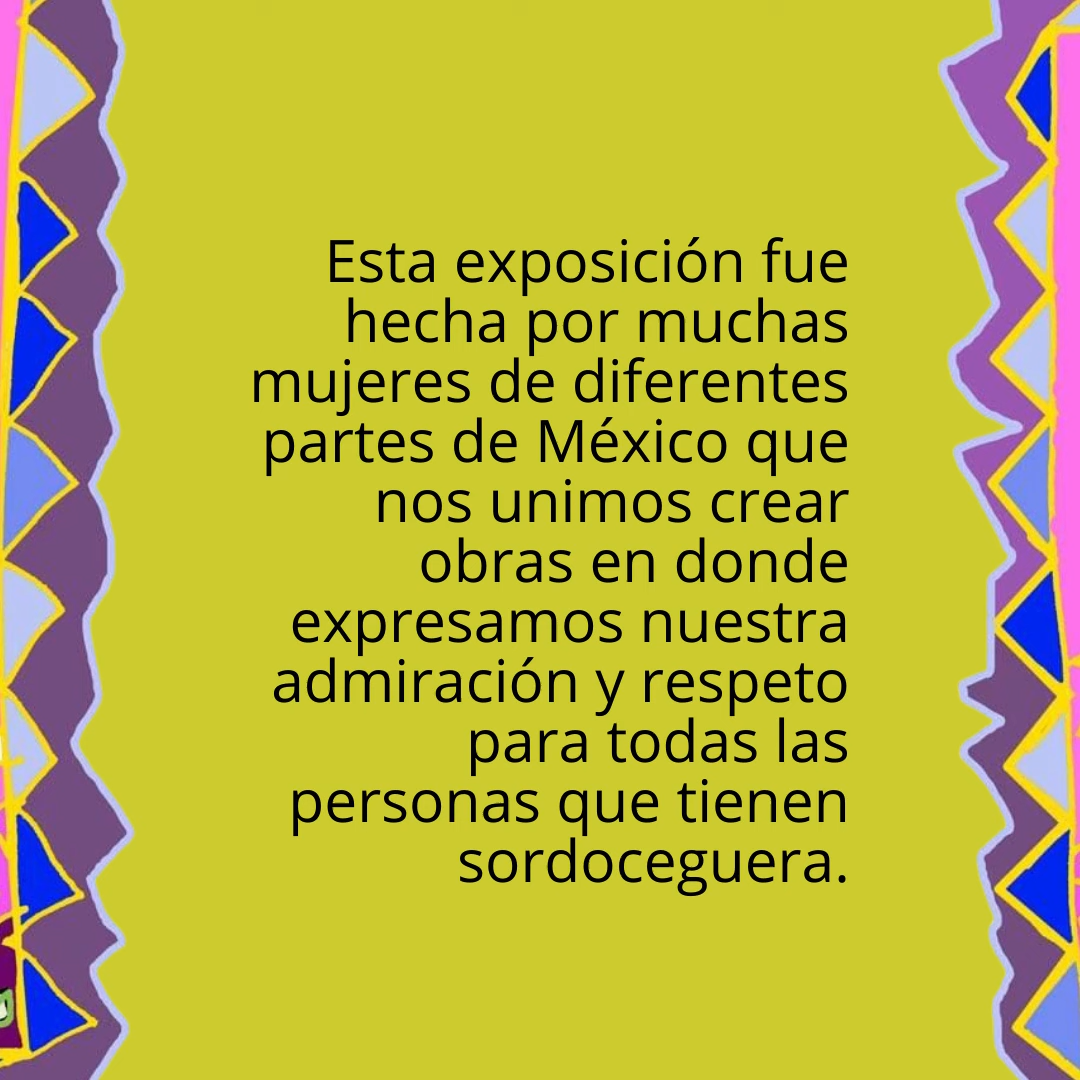 Esta exposición fue
hecha por muchas
mujeres de diferentes
partes de México que
nos unimos crear
obras en donde
expresamos nuestra
admiración y respeto
para todas las
personas que tienen
sordoceguera.